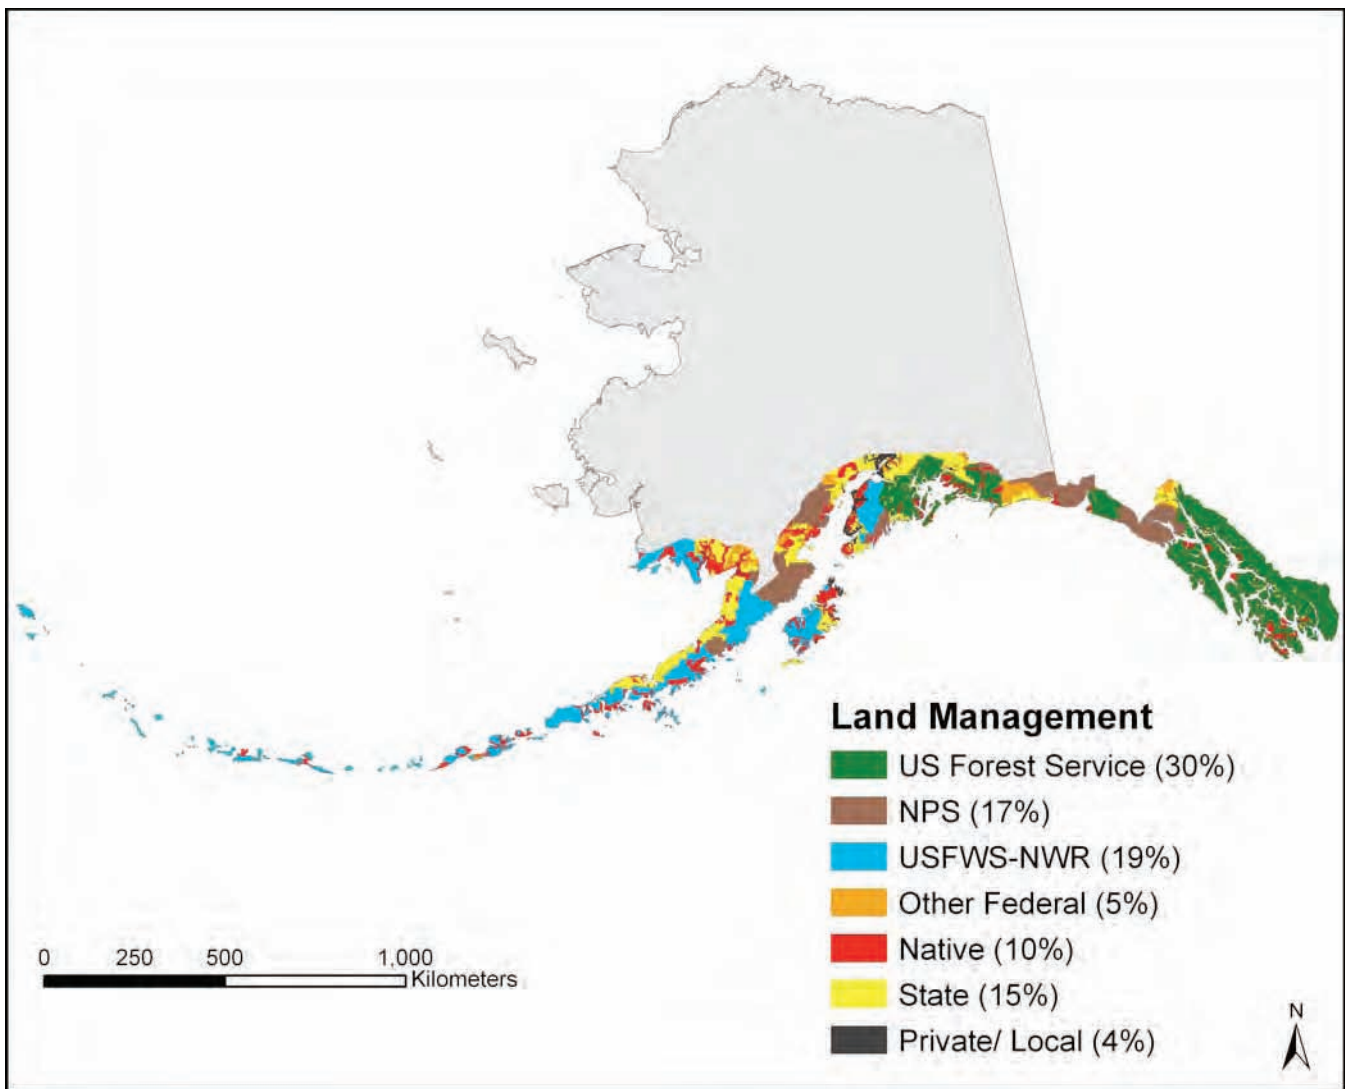 Land Management
US Forest Service (30%)
NPS (17%)
USFWS-NWR (19%)
Other Federal (5%)
Native (10%)
State (15%)
Private/ Local (4%)
0 250 500 1,000
Kilometers
N